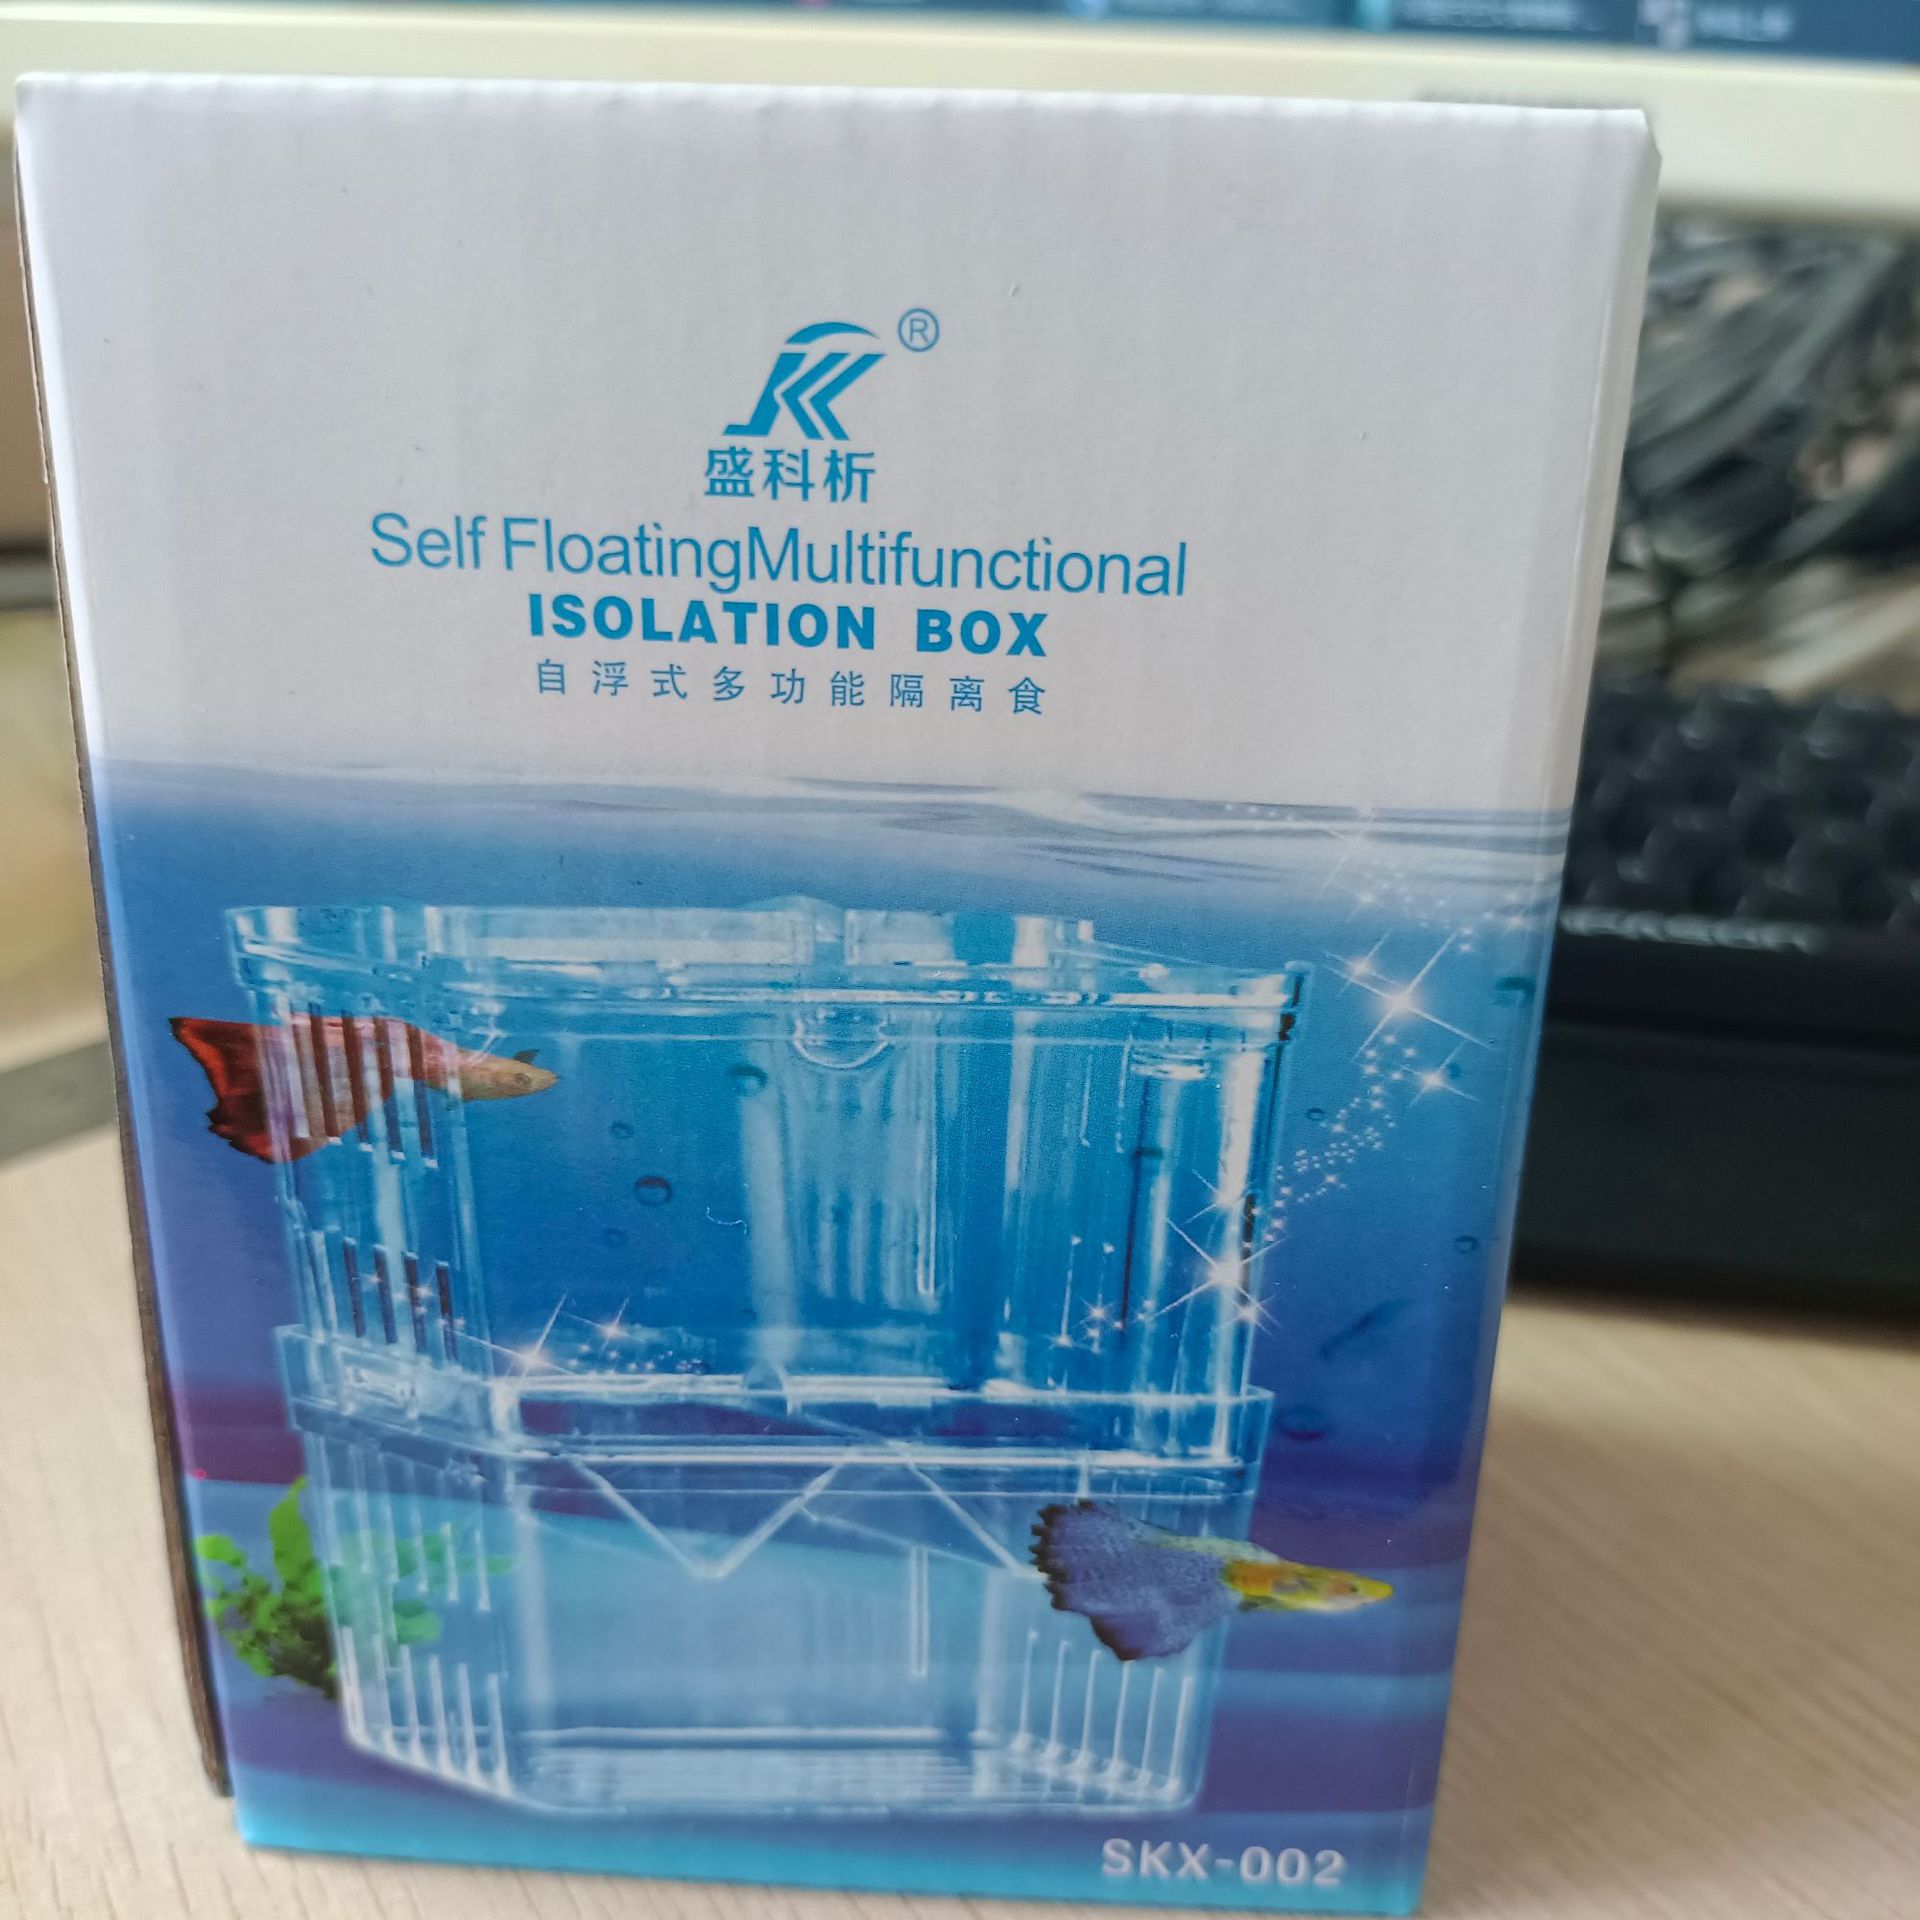 ®
盛科析
Self FloatingMultifunctional
ISOLATION BOX
自浮式多功能隔离食
SKX-002